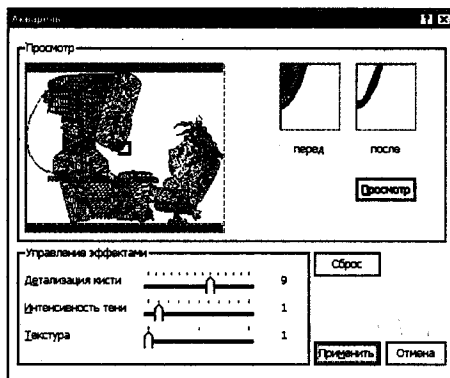 Акварель
Просмотр
перед после
Просмотр
Управление эффектами
Детализация кисти 9
Интенсивность тени 1
Текстура 1
Сброс
Применить Отмена